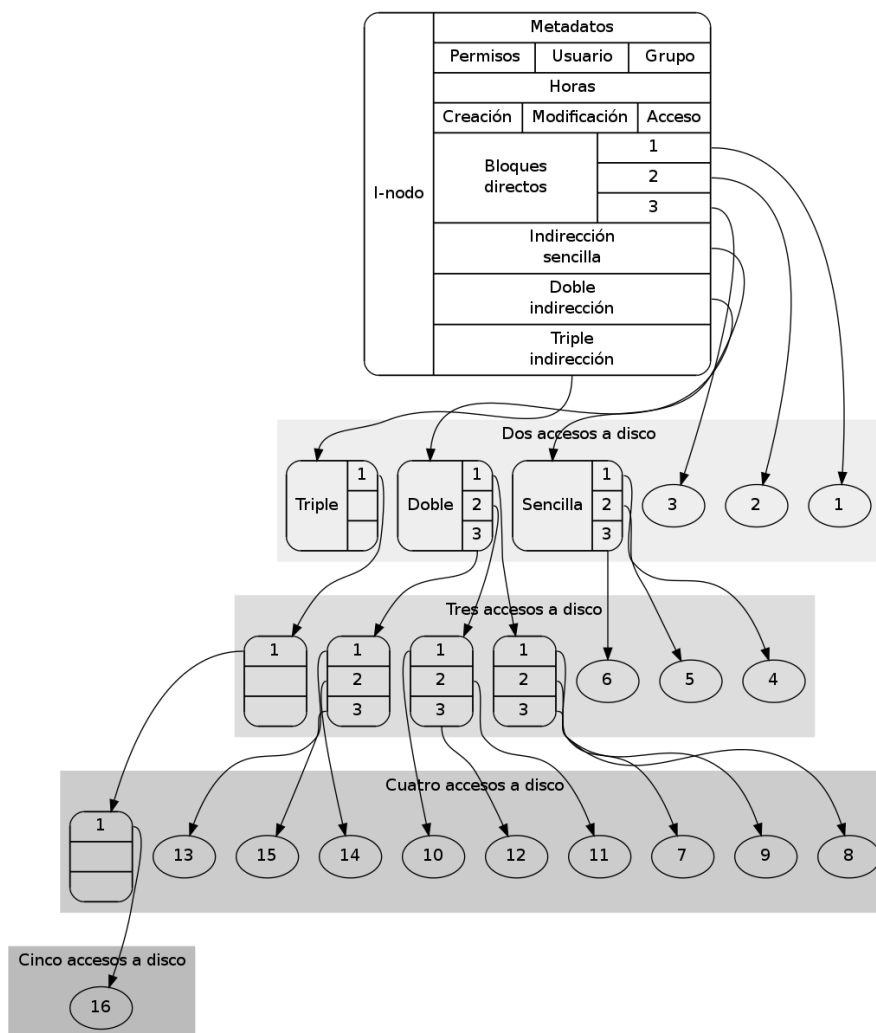 I-nodo
Metadatos
Permisos Usuario Grupo
Horas
Creación Modificación Acceso
Bloques
directos
1
2
3
Indirección
sencilla
Doble
indirección
Triple
indirección
Dos accesos a disco
Triple
1
Doble
1
2
3
Sencilla
1
2
3
3 2 1
Tres accesos a disco
1
1
2
3
1
2
3
1
2
3
6 5 4
Cuatro accesos a disco
1
13 15 14 10 12 11 7 9 8
Cinco accesos a disco
16